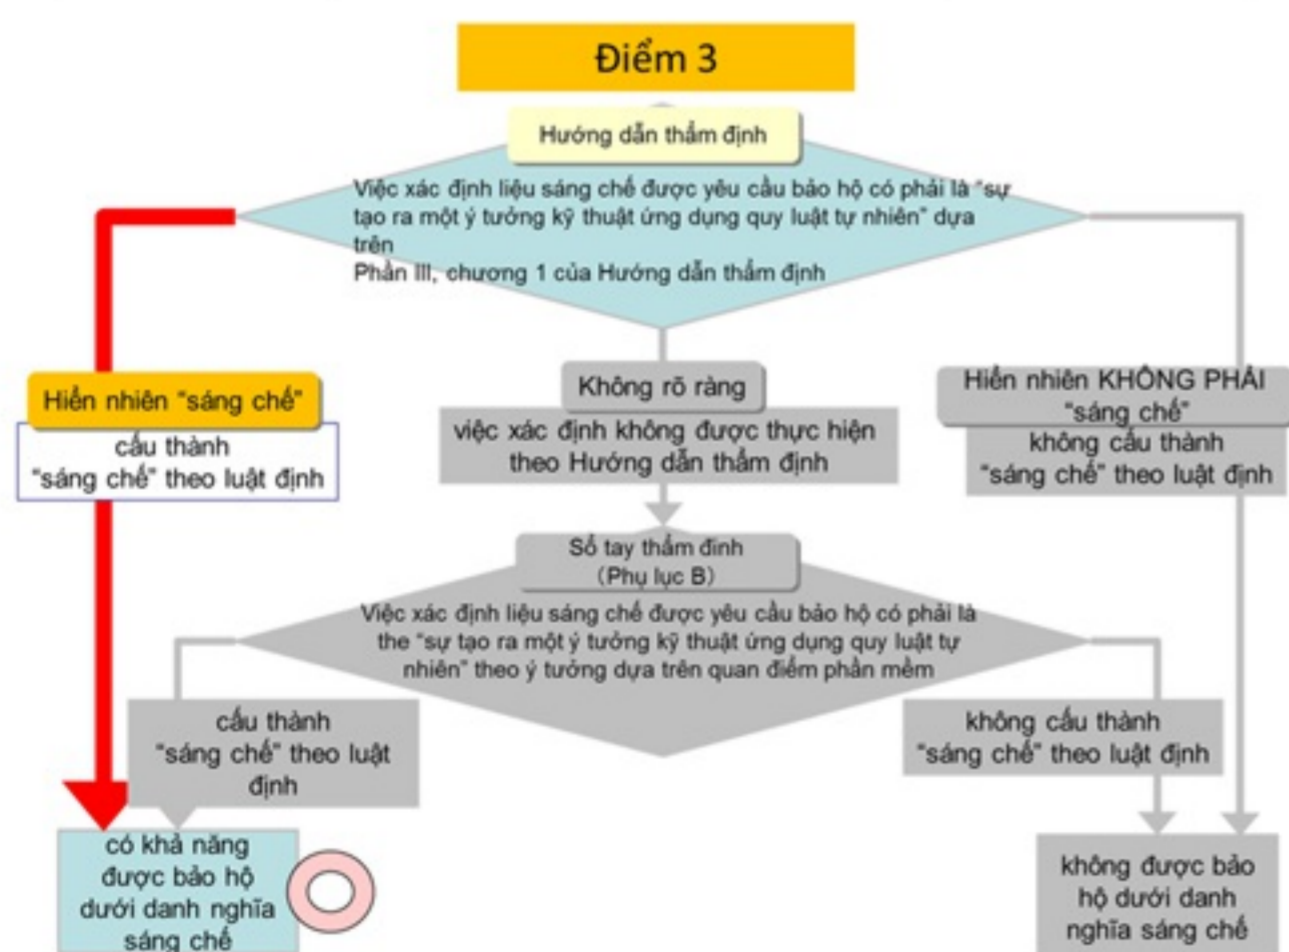 Điểm 3
Hướng dẫn thẩm định
Việc xác định liệu sáng chế được yêu cầu bảo hộ có phải là “sự
tạo ra một ý tưởng kỹ thuật ứng dụng quy luật tự nhiên” dựa
trên
Phần III, chương 1 của Hướng dẫn thẩm định
Hiển nhiên “sáng chế”
cấu thành
“sáng chế” theo luật định
Không rõ ràng
việc xác định không được thực hiện
theo Hướng dẫn thẩm định
Hiển nhiên KHÔNG PHẢI
“sáng chế”
không cấu thành
“sáng chế” theo luật định
Sổ tay thẩm đinh
(Phụ lục B)
Việc xác định liệu sáng chế được yêu cầu bảo hộ có phải là
the “sự tạo ra một ý tưởng kỹ thuật ứng dụng quy luật tự
nhiên” theo ý tưởng dựa trên quan điểm phần mềm
cấu thành
“sáng chế” theo luật
định
không cấu thành
“sáng chế” theo luật định
có khả năng
được bảo hộ
dưới danh nghĩa
sáng chế
không được bảo
hộ dưới danh
nghĩa sáng chế